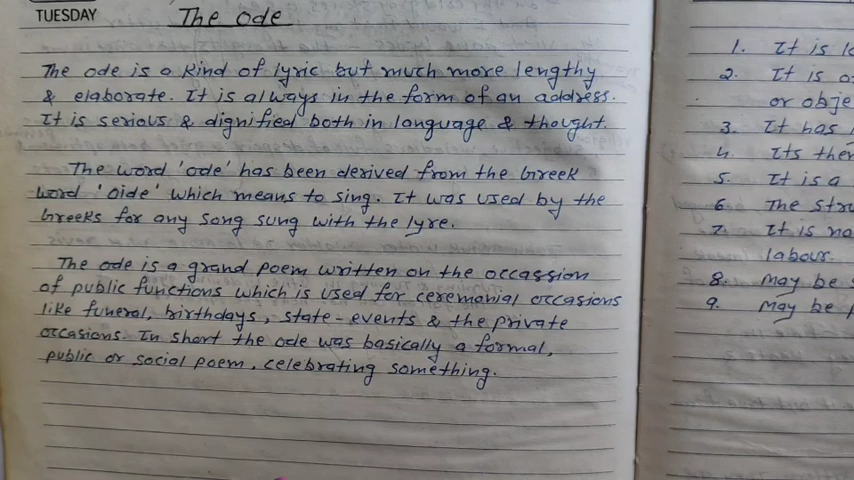 TUESDAY
The ode
The ode is a kind of lyric but much more lengthy
& elaborate. It is always in the form of an address.
It is serious & dignified both in language & thought.
The word 'ode' has been derived from the Greek
word 'oide' which means to sing. It was used by the
Greeks for any song sung with the lyre.
The ode is a grand poem written on the occassion
of public functions which is used for ceremonial occasions
like funeral, birthdays, state-events & the private
occasions. In short the ode was basically a formal,
public or social poem, celebrating something.
1. It is
2. It is
or
3. It has
4. Its
5. It is a
6. The
7. It is
labour.
8. may be
9. may be